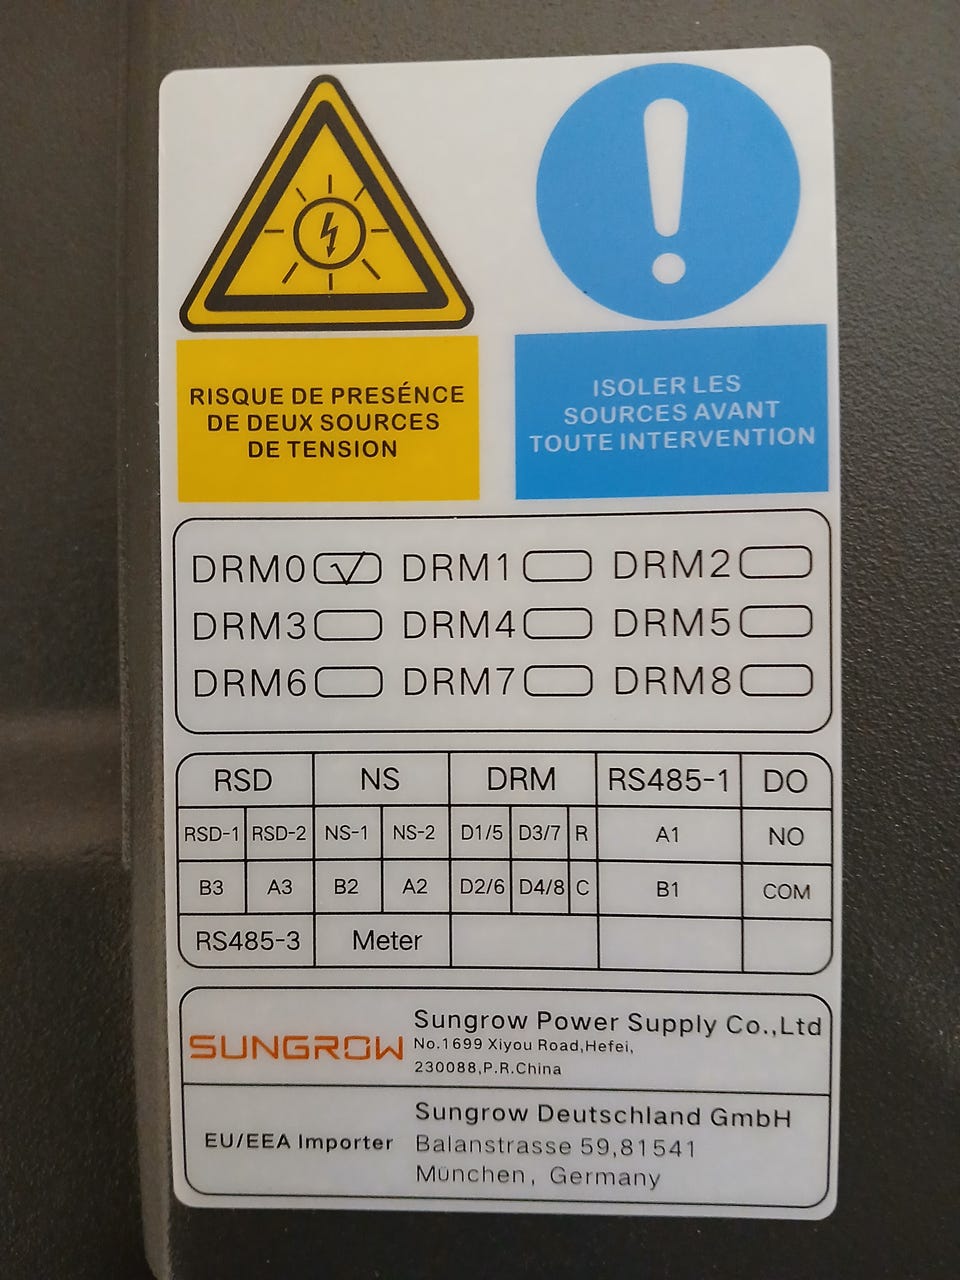 RISQUE DE PRESÉNCE
DE DEUX SOURCES
DE TENSION
ISOLER LES
SOURCES AVANT
TOUTE INTERVENTION
DRM0 DRM1 DRM2
DRM3 DRM4 DRM5
DRM6 DRM7 DRM8
RSD NS DRM RS485-1 DO
RSD-1 RSD-2 NS-1 NS-2 D1/5 D3/7 R A1 NO
B3 A3 B2 A2 D2/6 D4/8 C B1 COM
RS485-3 Meter
SUNGROW
Sungrow Power Supply Co.,Ltd
No.1699 Xiyou Road,Hefei,
230088,P.R.China
EU/EEA Importer
Sungrow Deutschland GmbH
Balanstrasse 59,81541
München, Germany